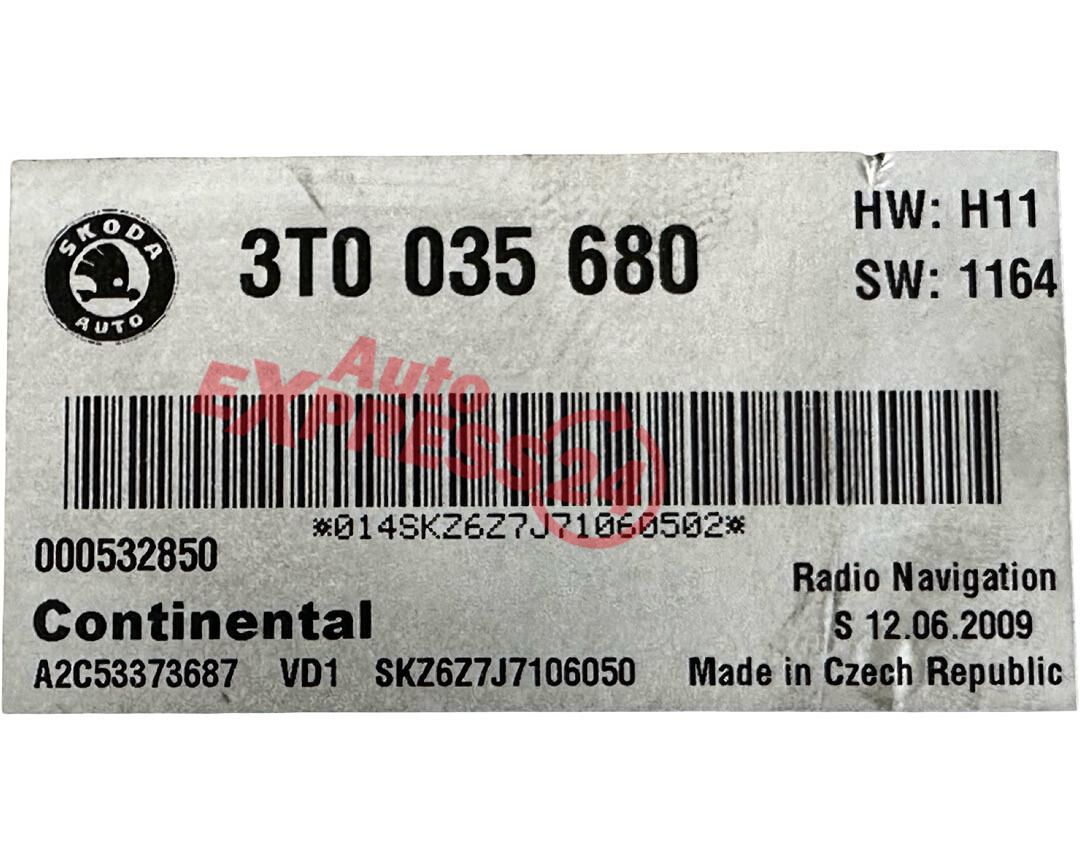 SKODA
AUTO
3T0 035 680
HW: H11
SW: 1164
Auto
EXPRESS24
*014SKZ6Z7J71060502*
000532850
Radio Navigation
Continental
S 12.06.2009
A2C53373687 VD1 SKZ6Z7J7106050 Made in Czech Republic